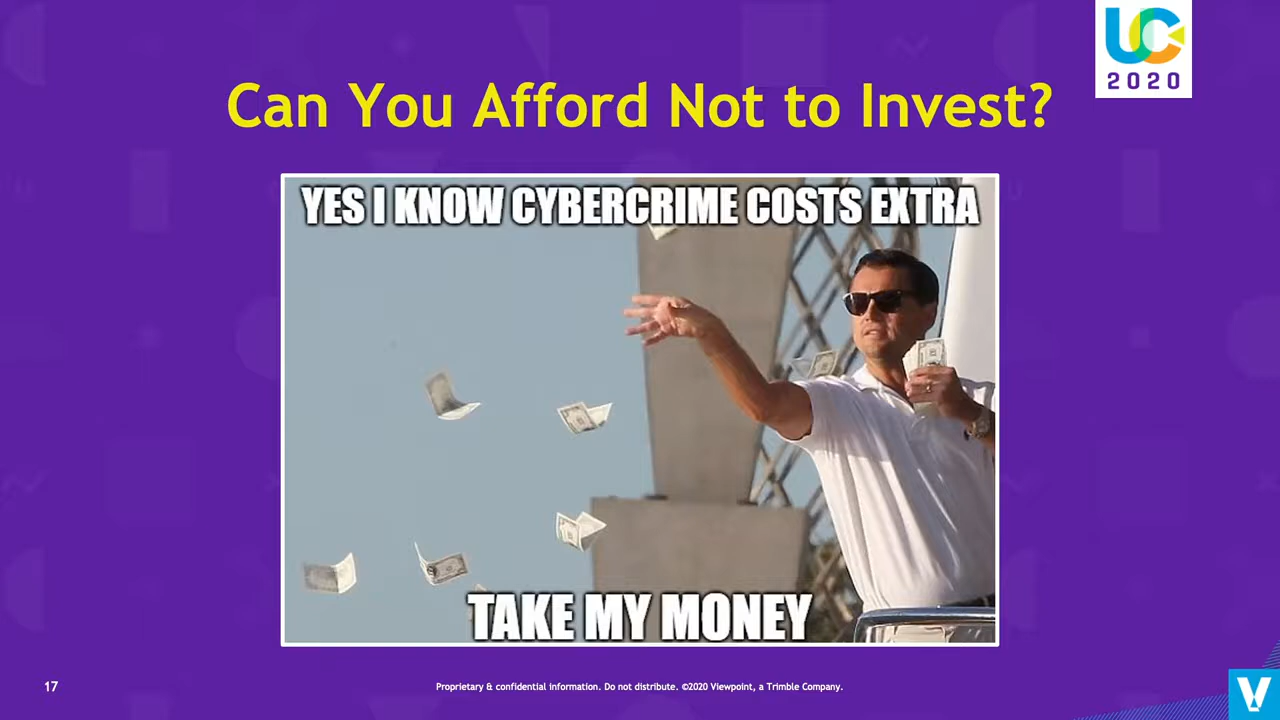 UC
2020
Can You Afford Not to Invest?
YES I KNOW CYBERCRIME COSTS EXTRA
TAKE MY MONEY
17
Proprietary & confidential information. Do not distribute. ©2020 Viewpoint, a Trimble Company.